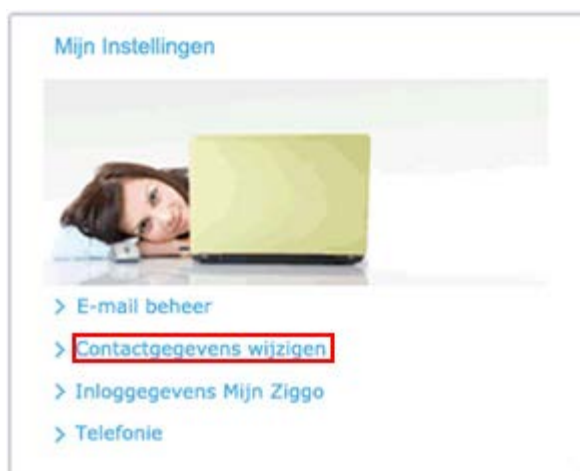 Mijn Instellingen
E-mail beheer
Contactgegevens wijzigen
Inloggegevens Mijn Ziggo
Telefonie